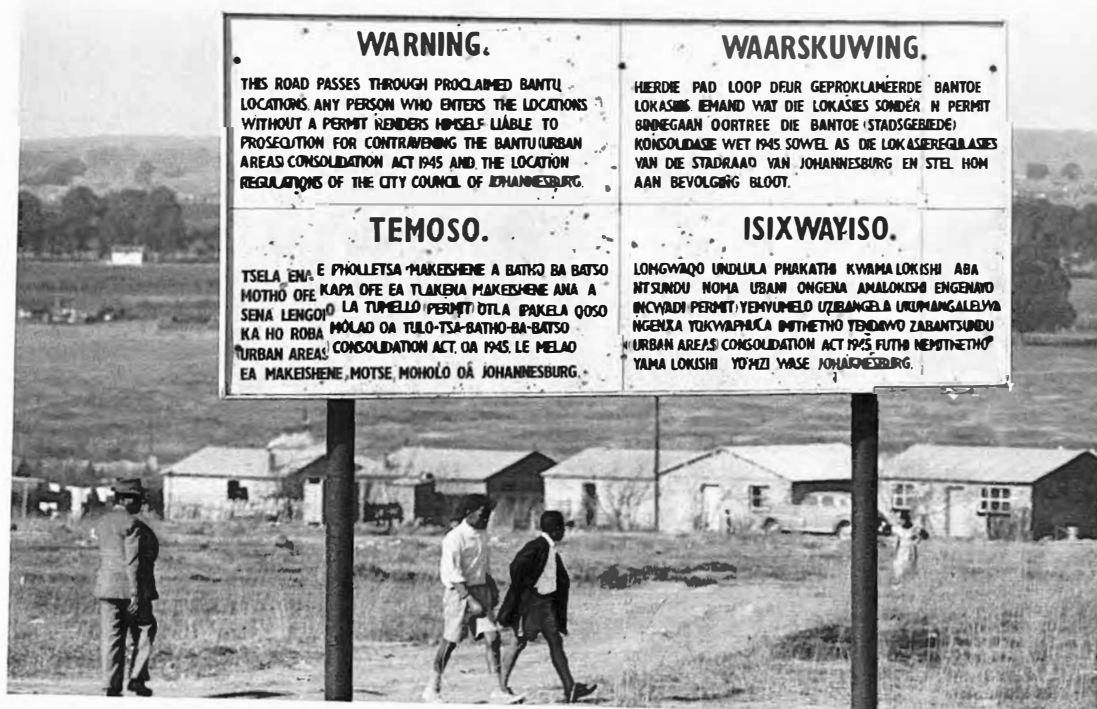 WARNING.
THIS ROAD PASSES THROUGH PROCLAIMED BANTU
LOCATIONS. ANY PERSON WHO ENTERS THE LOCATIONS
WITHOUT A PERMIT RENDERS HIMSELF LIABLE TO
PROSECUTION FOR CONTRAVENING THE BANTU (URBAN
AREAS) CONSOLIDATION ACT 1945 AND THE LOCATION
REGULATIONS OF THE CITY COUNCIL OF JOHANNESBURG.
WAARSKUWING.
HIERDIE PAD LOOP DEUR GEPROKLAMEERDE BANTOE
LOKASIES. IEMAND WAT DIE LOKASIES SONDER N PERMIT
BINNEGAAN OORTREE DIE BANTOE (STADSGEBIEDE)
KONSOLIDASIE WET 1945. SOWEL AS DIE LOKASIEREGULASIES
VAN DIE STADRAAD VAN JOHANNESBURG EN STEL HOM
AAN BEVOLGING BLOOT.
TEMOSO.
TSELA ENA E PHOLLETSA MAKEISHENE A BATHO BA BATSO
MOTHO OFE KAPA OFE EA TLAKENA MAKEISHENE ANA A
SENA LENGOLO LA TUMELLO (PERMIT) OTLA IPAKELA QOSO
KA HO ROBA MOLAO OA TULO-TSA-BATHO-BA-BATSO
URBAN AREAS CONSOLIDATION ACT. OA 1945. LE MELAO
EA MAKEISHENE, MOTSE, MOHOLO OA JOHANNESBURG.
ISIXWAYISO.
LOMGWAQO UNDLULA PHAKATHI KWAMA LOKISHI ABA
NTSUNDU NOMA UBANI ONGENA AMALOKISHI ENGENAYO
INCWADI (PERMIT) YEMVUMELO UZIBANGELA UKUMANGALELWA
NGENXA YOKWAPHUCA IMITHETHO YENDAWO ZABANTSUNDU
(URBAN AREAS) CONSOLIDATION ACT 1945 FUTHI NEMITHETHO
YAMA LOKISHI YOMZI WASE JOHANNESBURG.